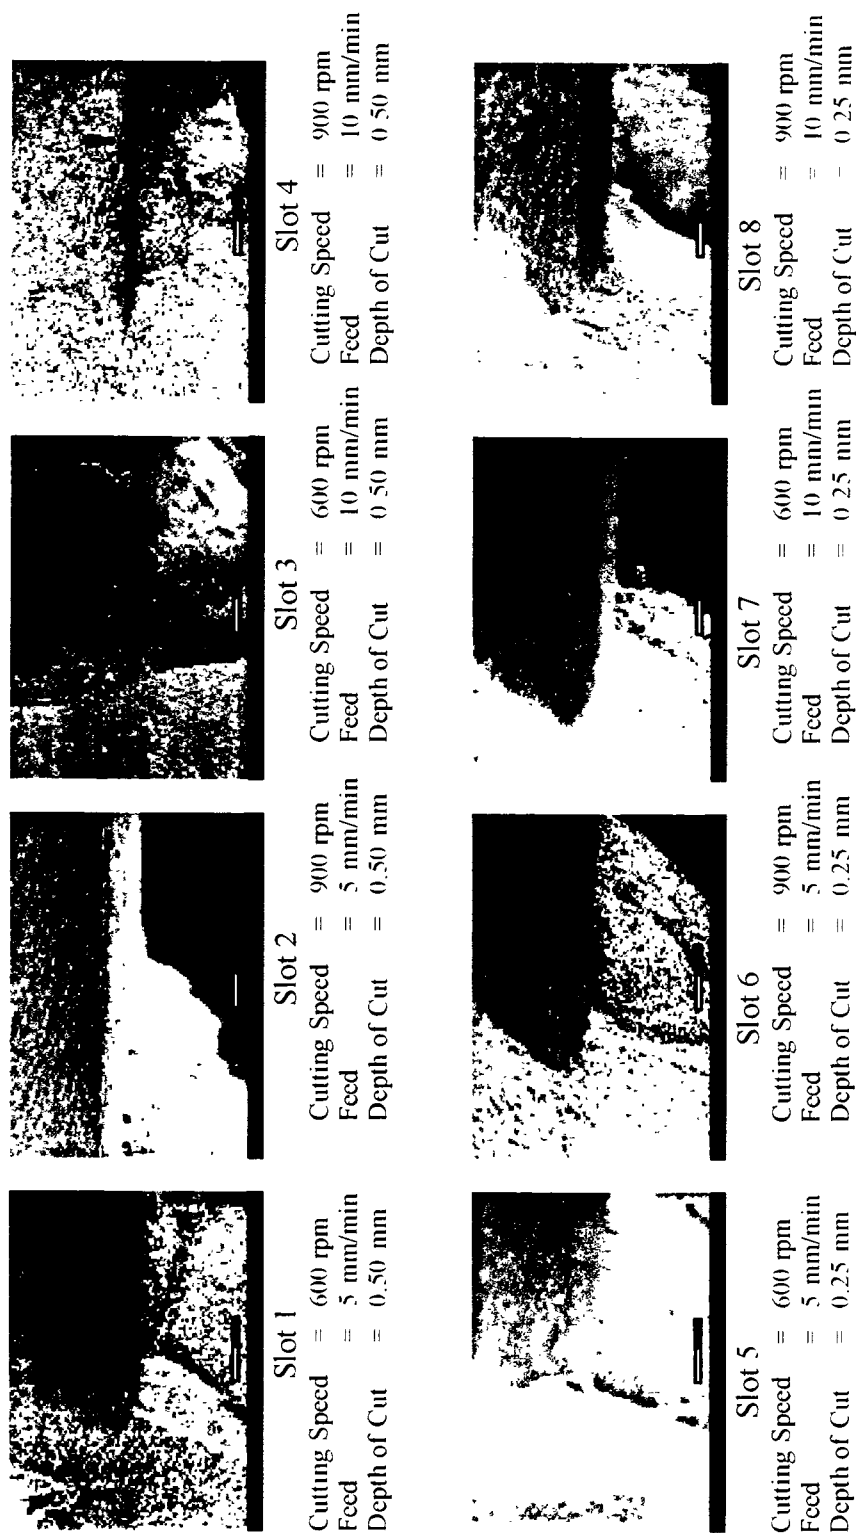 Slot 1
Cutting Speed = 600 rpm
Feed = 5 mm/min
Depth of Cut = 0.50 mm
Slot 2
Cutting Speed = 900 rpm
Feed = 5 mm/min
Depth of Cut = 0.50 mm
Slot 3
Cutting Speed = 600 rpm
Feed = 10 mm/min
Depth of Cut = 0 50 mm
Slot 4
Cutting Speed = 900 rpm
Feed = 10 mm/min
Depth of Cut = 0 50 mm
Slot 5
Cutting Speed = 600 rpm
Feed = 5 mm/min
Depth of Cut = 0.25 mm
Slot 6
Cutting Speed = 900 rpm
Feed = 5 mm/min
Depth of Cut = 0.25 mm
Slot 7
Cutting Speed = 600 rpm
Feed = 10 mm/min
Depth of Cut = 0 25 mm
Slot 8
Cutting Speed = 900 rpm
Feed = 10 mm/min
Depth of Cut = 0 25 mm